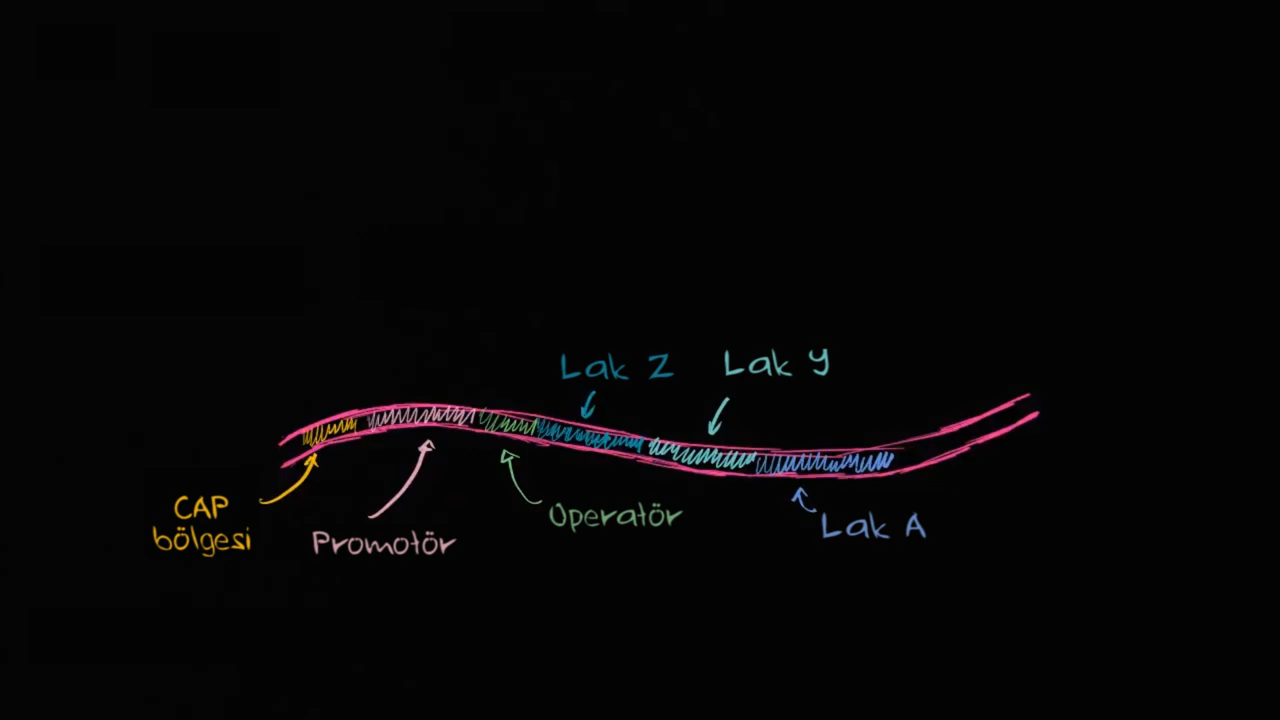 Lak Z
Lak Y
CAP
bölgesi
Promotör
Operatör
Lak A